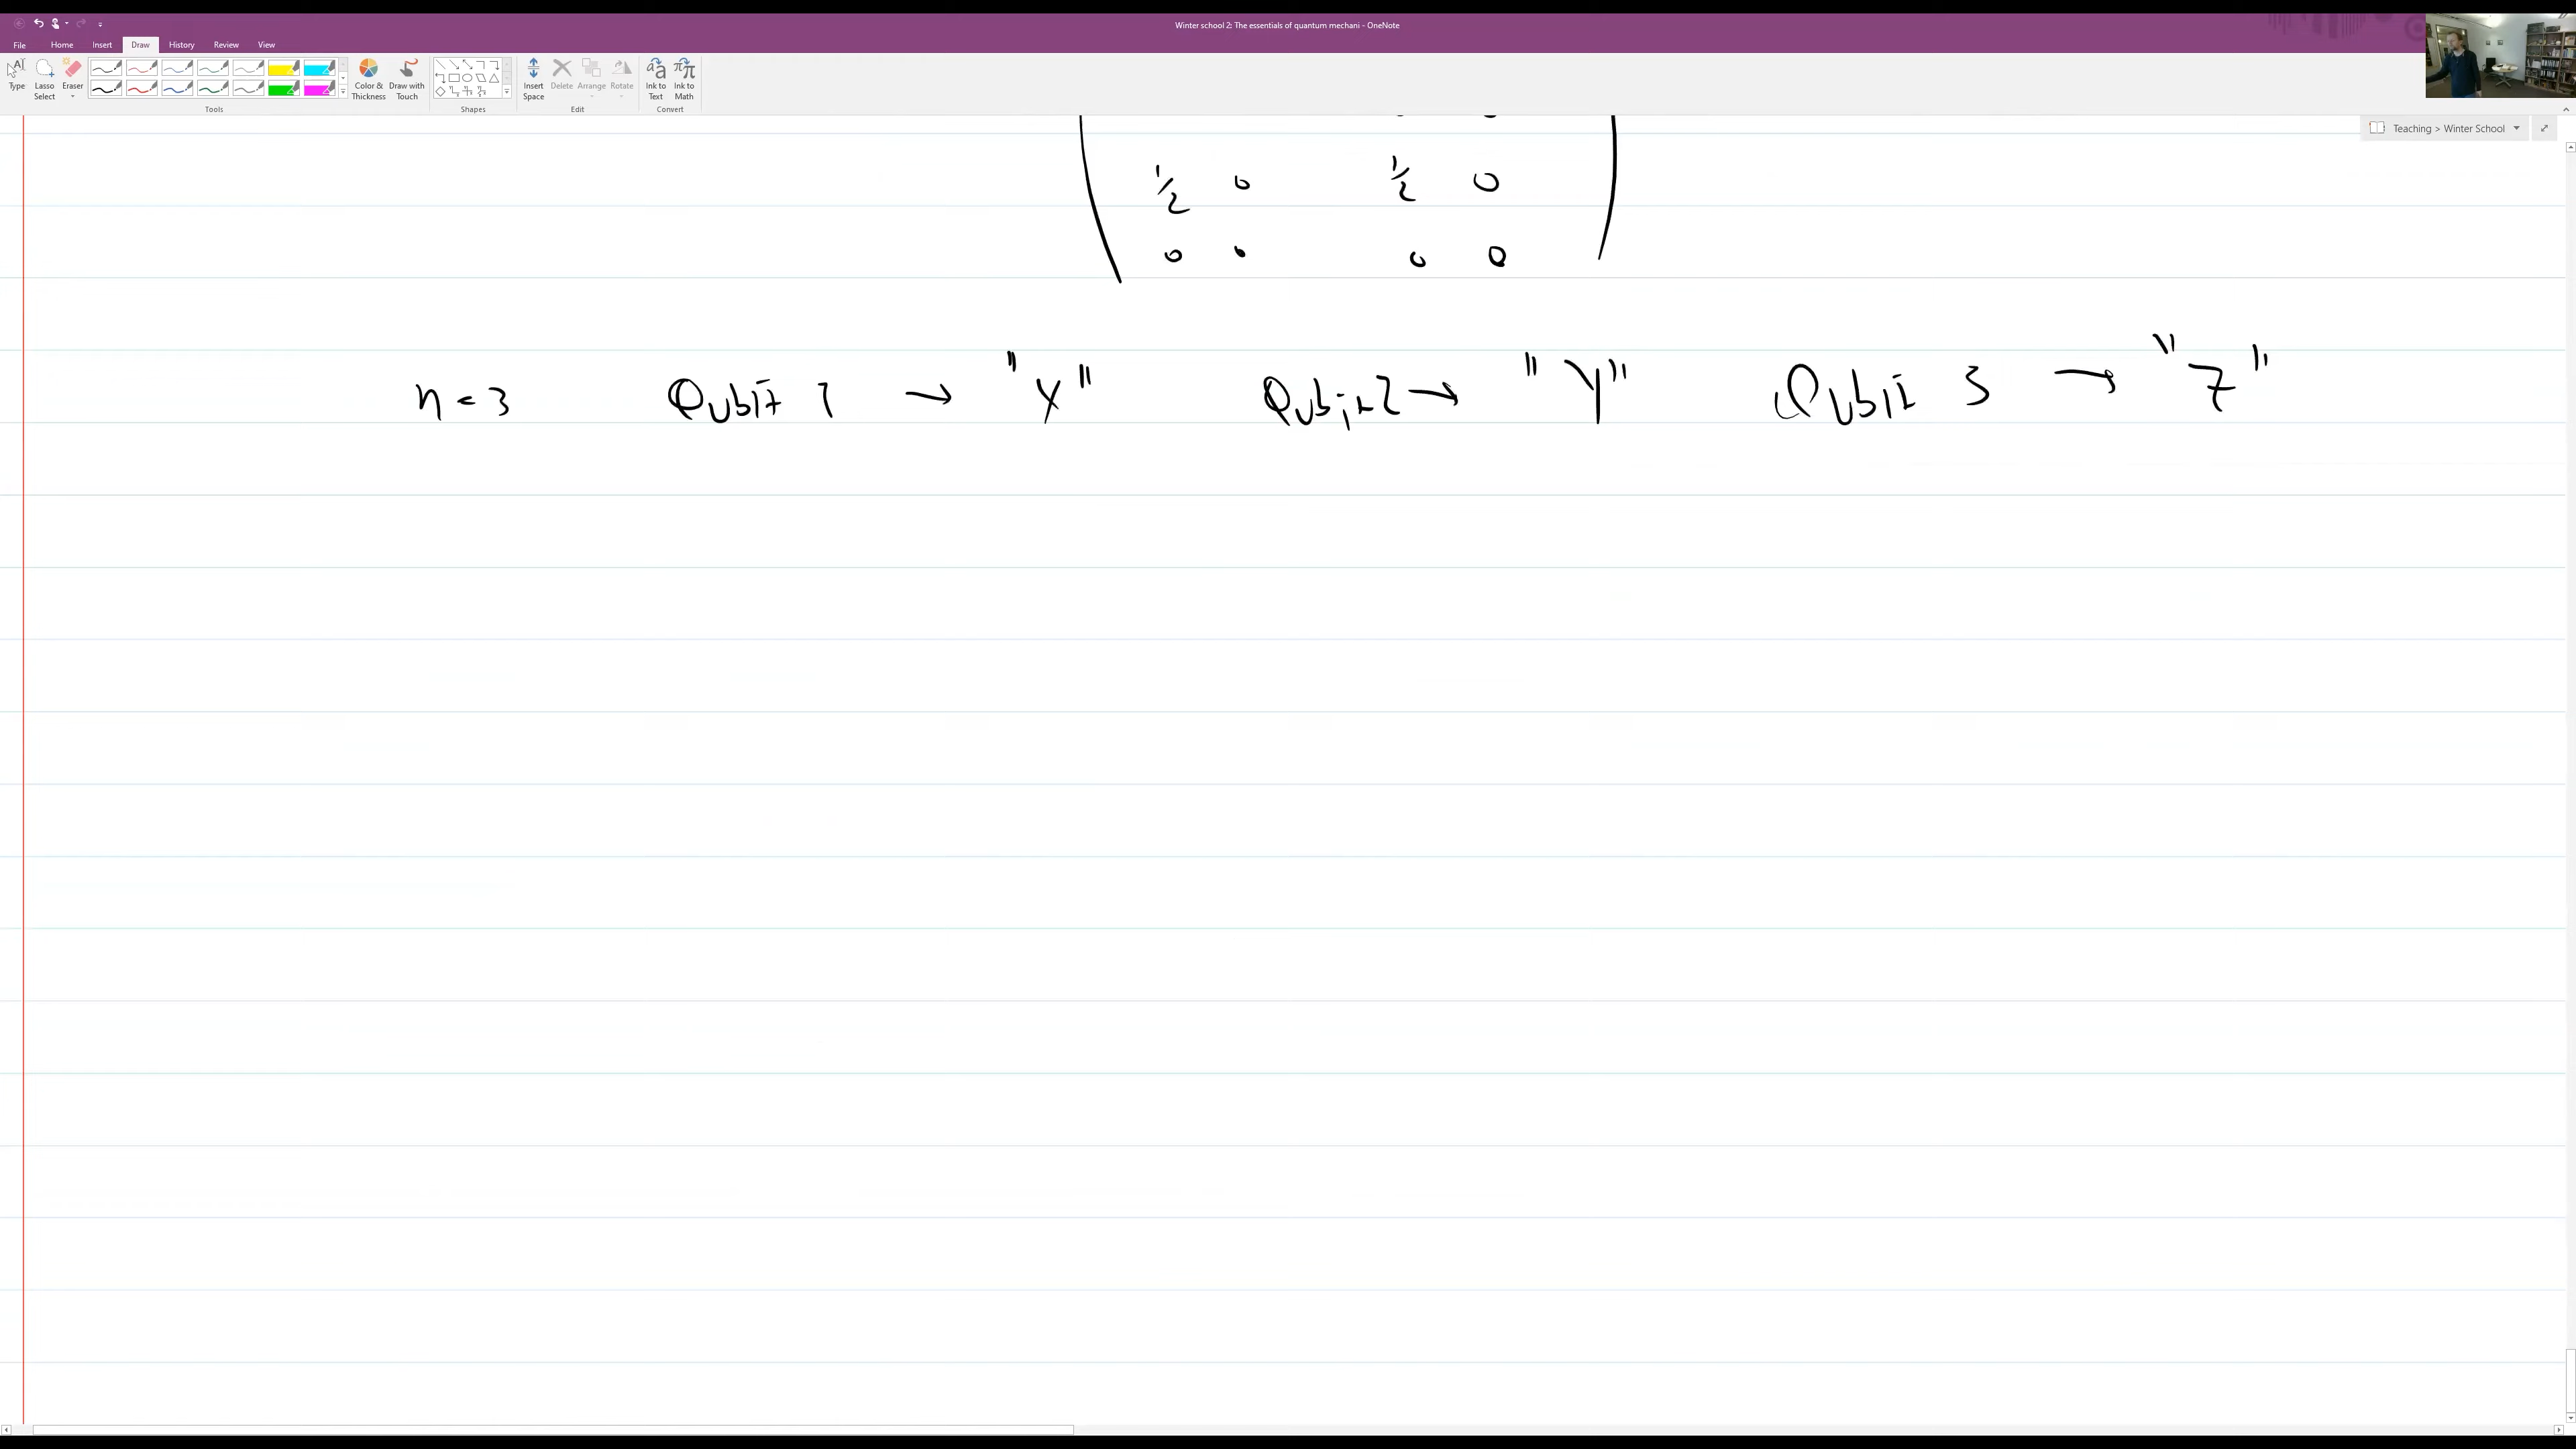 Winter school 2: The essentials of quantum mechani - OneNote
File Home Insert Draw History Review View
Type Lasso Select Eraser Color & Thickness Draw with Touch Insert Space Delete Arrange Rotate Ink to Text Ink to Math
Tools Shapes Edit Convert
Teaching > Winter School
1/2 0 1/2 0
0 0 0 0
n = 3 Qubit 1 → "X" Qubit 2 → "Y" Qubit 3 → "Z"